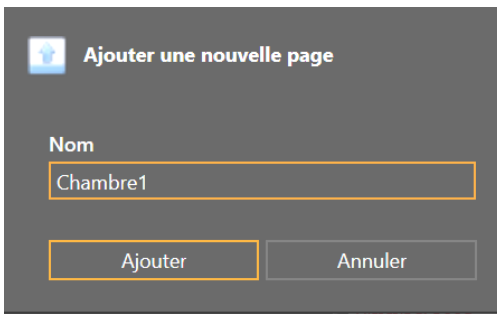 Ajouter une nouvelle page
Nom
Chambre1
Ajouter
Annuler